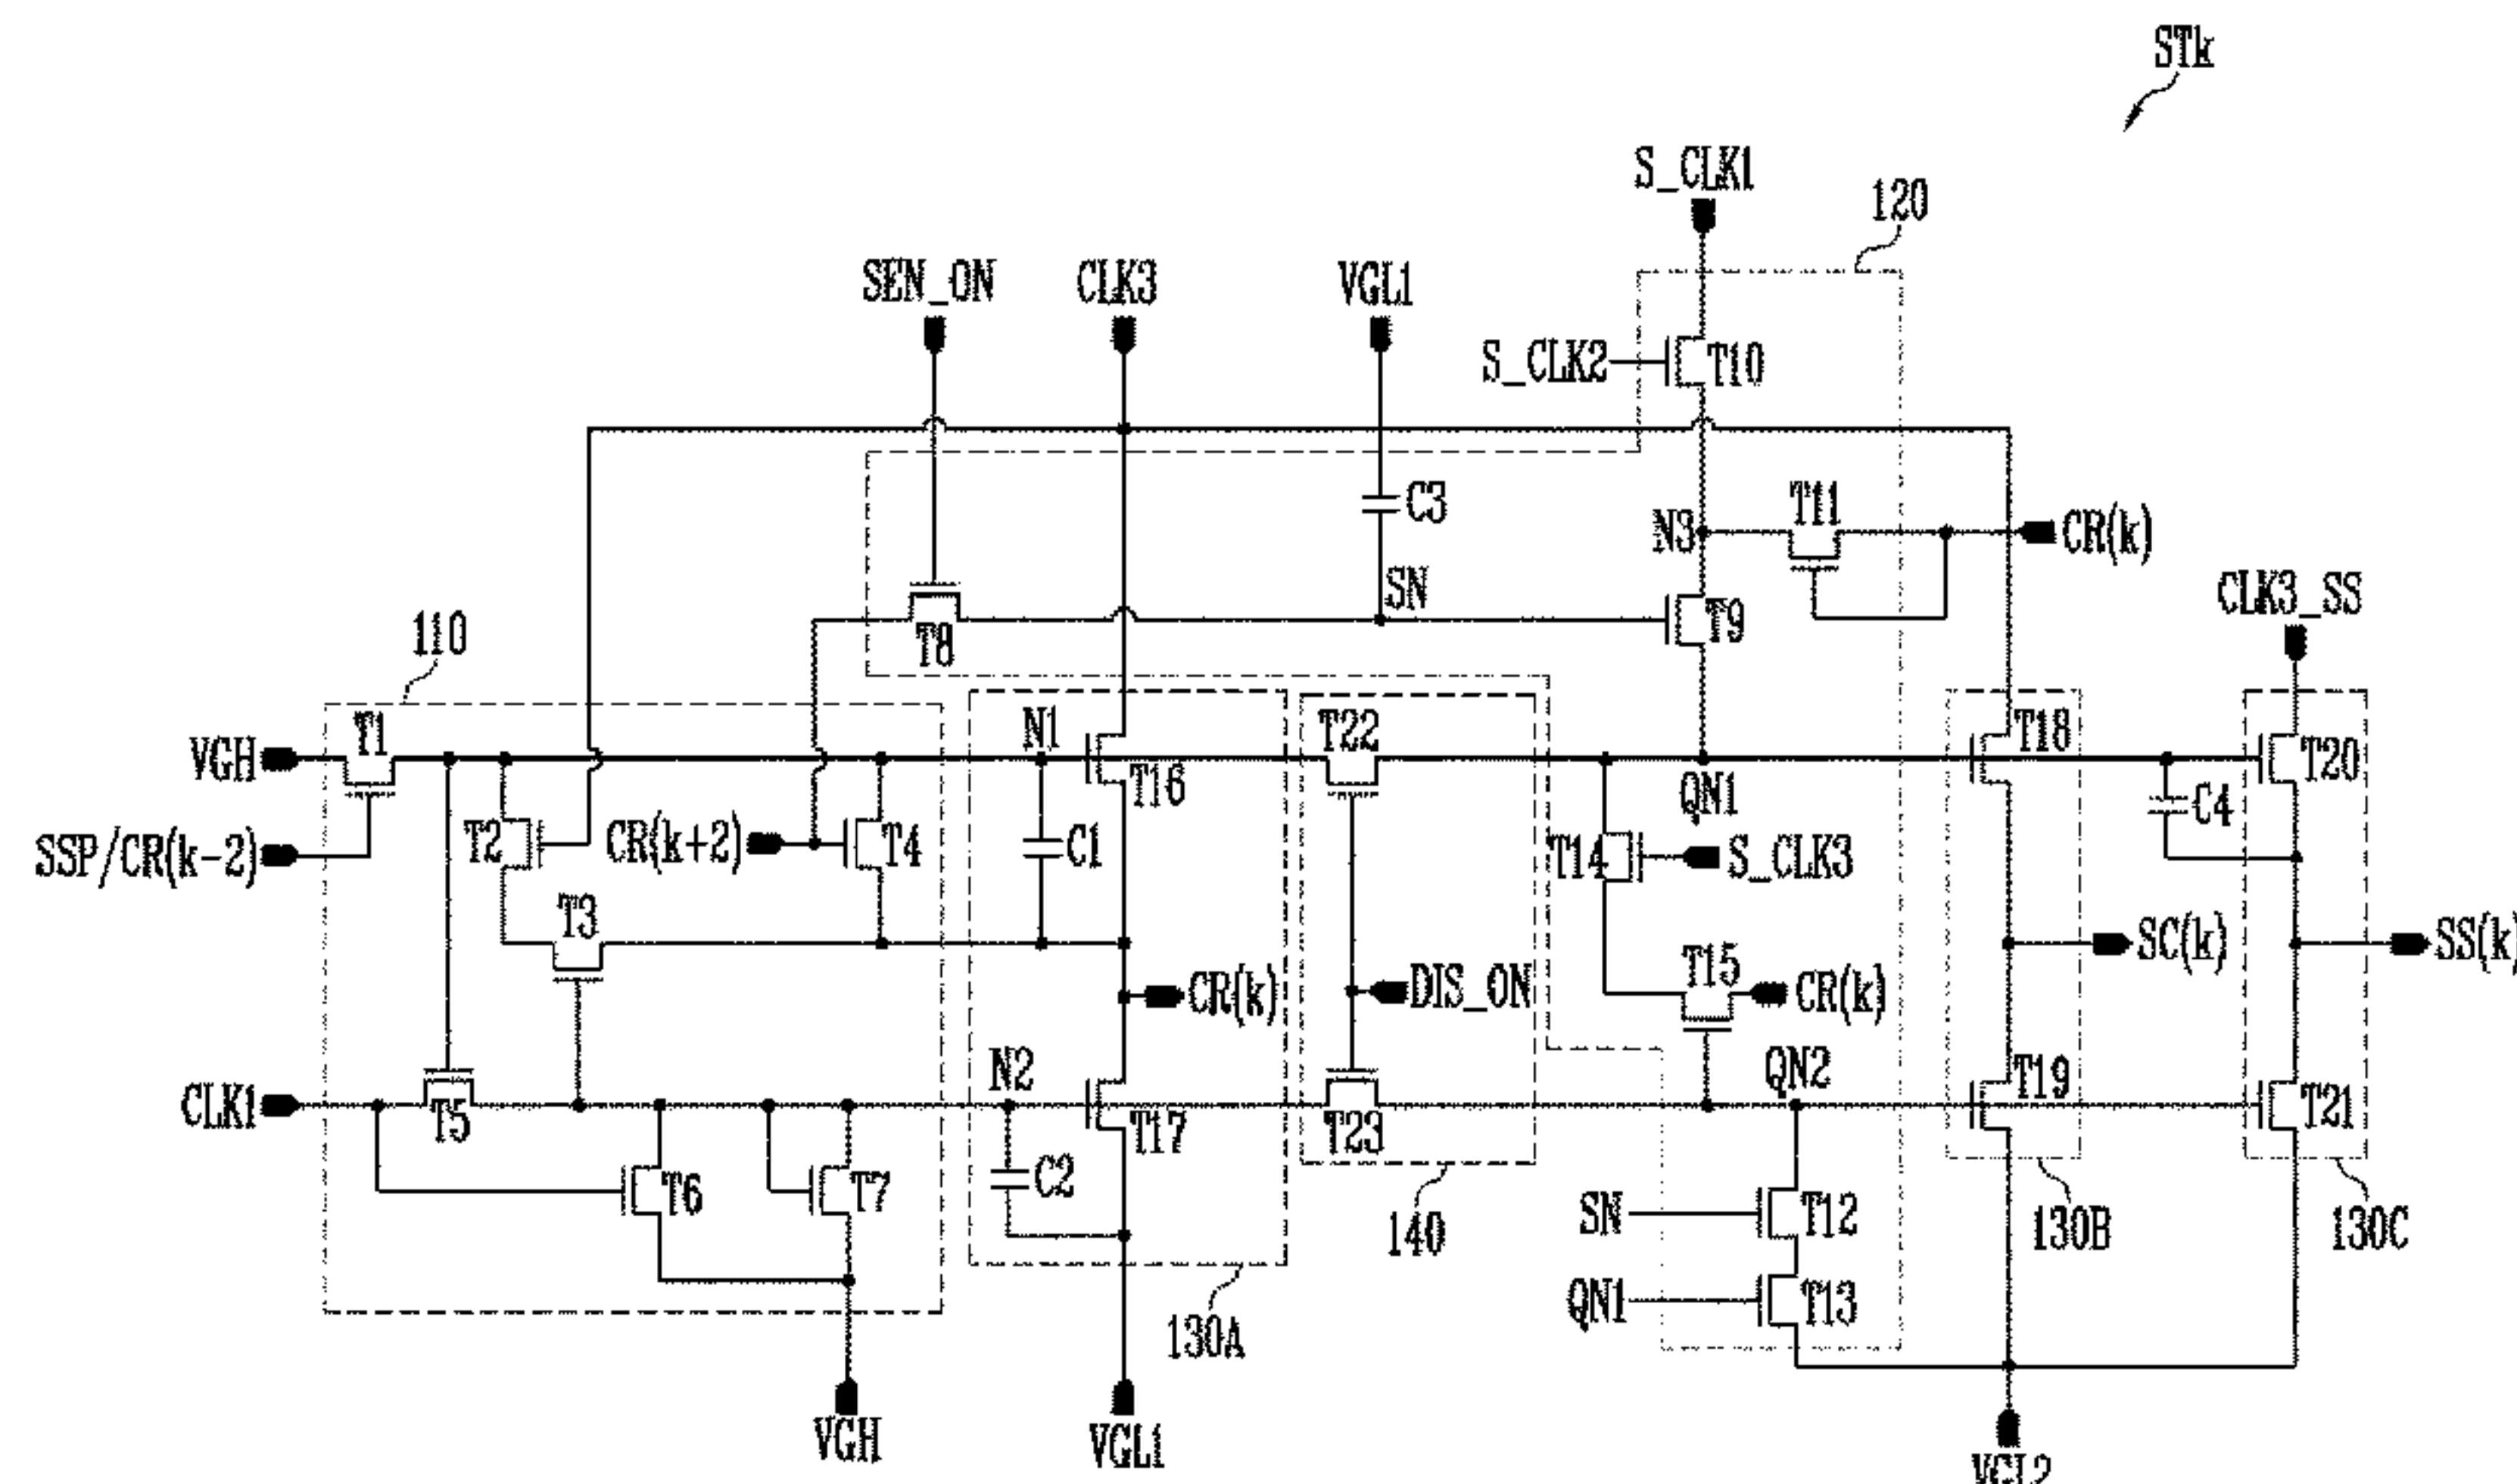 STk
S_CLK1
120
SEN_ON
CLK3
VGL1
S_CLK2
T10
C3
N3
T11
CR(k)
SN
CLK3_SS
110
T8
T9
T1
N1
T22
T18
VGH
T16
T20
QN1
C4
SSP/CR(k-2)
T2
CR(k+2)
T4
C1
T14
S_CLK3
T3
SC(k)
SS(k)
T15
CR(k)
DIS_ON
CR(k)
N2
QN2
T19
CLK1
T5
T17
T23
T21
T6
T7
C2
SN
T12
140
130B
130C
QN1
T13
130A
VGH
VGL1
VGL2